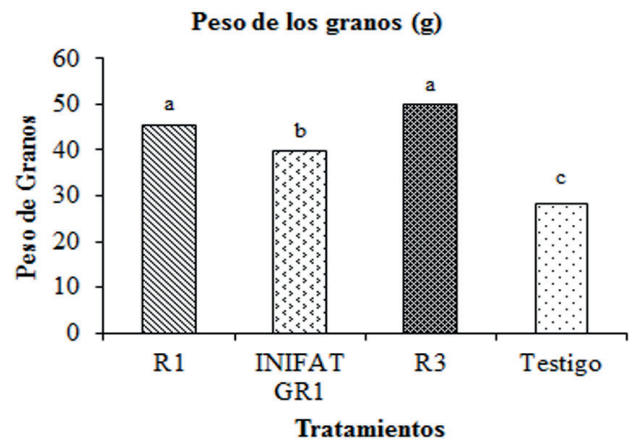 Peso de los granos (g)
Peso de Granos
60
50
40
30
20
10
0
a
b
a
c
R1
INIFAT
GR1
R3
Testigo
Tratamientos